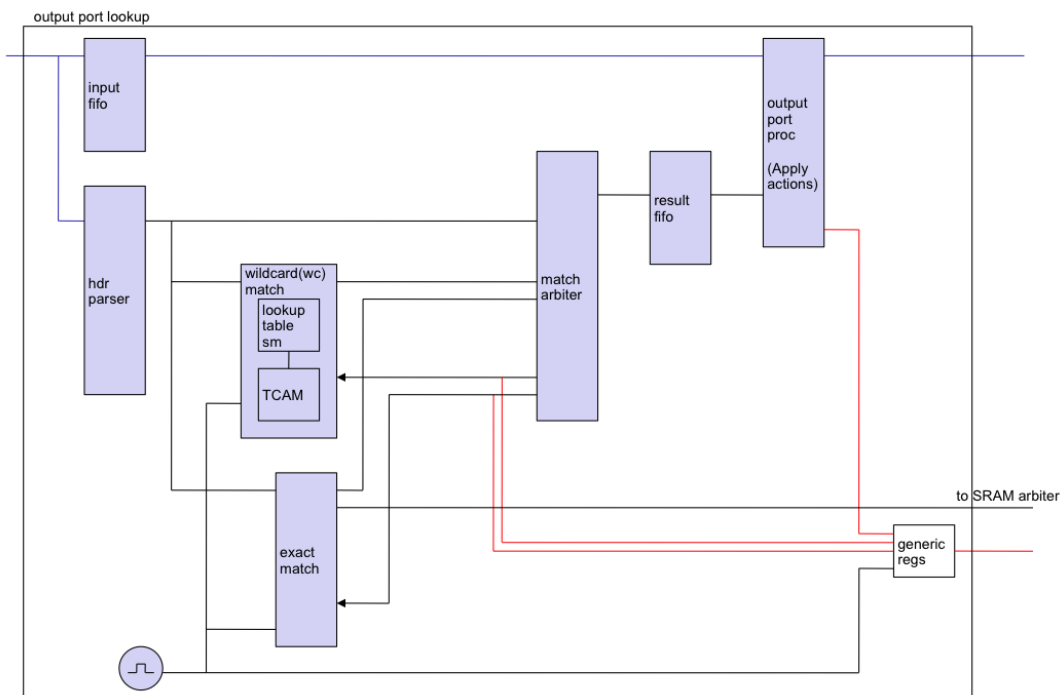 output port lookup
input
fifo
output
port
proc
(Apply
actions)
hdr
parser
wildcard(wc)
match
lookup
table
sm
TCAM
match
arbiter
result
fifo
exact
match
to SRAM arbiter
generic
regs